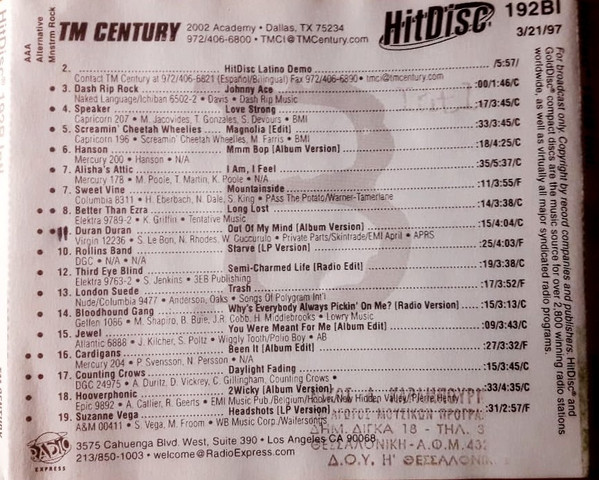 AAA
Alternative
Mnstrm Rock
TM CENTURY
2002 Academy • Dallas, TX 75234
972/406-6800 • TMCI@TMCentury.com
HitDisc
192BI
3/21/97
2. HitDisc Latino Demo /5:57/
Contact TM Century at 972/406-6821 (Español/Bilingual) Fax 972/406-6890 • tmci@tmcentury.com
• 3. Dash Rip Rock Johnny Ace :00/1:46/C
Naked Language/Ichiban 6502-2 • Davis • Dash Rip Music
• • 4. Speaker Love Strong :17/3:45/C
Capricorn 207 • M. Jacovides, T. Gonzales, S. Devours • BMI
• 5. Screamin' Cheetah Wheelies Magnolia [Edit] :33/3:45/C
Capricorn 196 • Screamin' Cheetah Wheelies, M. Farris • BMI
• • 6. Hanson Mmm Bop [Album Version] :18/4:25/C
Mercury 200 • Hanson • N/A
• 7. Alisha's Attic I Am, I Feel :35/5:37/C
Mercury 178 • M. Poole, T. Martin, K. Poole • N/A
• 7. Sweet Vine Mountainside :11/3:55/F
Columbia 8311 • H. Eberbach, N. Dale, S. King • PAss The Potato/Warner-Tamerlane
• • 8. Better Than Ezra Long Lost :14/3:38/C
Elektra 9789-2 • K. Griffin • Tentative Music
9. Duran Duran Out Of My Mind [Album Version] :15/4:04/C
Virgin 12236 • S. Le Bon, N. Rhodes, W. Cuccurulo • Private Parts/Skintrade/EMI April • APRS
• 10. Rollins Band Starve [LP Version] :25/4:03/F
DGC • N/A • N/A
• 12. Third Eye Blind Semi-Charmed Life [Radio Edit] :19/3:38/C
Elektra 9763-2 • S. Jenkins • 3EB Publishing
• 13. London Suede Trash :17/3:52/F
Nude/Columbia 9477 • Anderson, Oaks • Songs Of Polygram Int'l
• 14. Bloodhound Gang Why's Everybody Always Pickin' On Me? [Radio Version] :15/3:13/C
Geffen 1086 • M. Shapiro, B. Buie, J.R. Cobb, H. Middlebrooks • Lowry Music
15. Jewel You Were Meant For Me [Album Edit] :09/3:43/C
Atlantic 6888 • J. Kilcher, S. Poltz • Wiggly Tooth/Polio Boy • AB
• • 16. Cardigans Been It [Album Edit] :27/3:32/F
Mercury 204 • P. Svensson, N. Persson • N/A
• • 17. Counting Crows Daylight Fading :15/3:45/C
DGC 24975 • A. Duritz, D. Vickrey, C. Gillingham, Counting Crows •
• 18. Hooverphonic 2Wicky [Album Version] :33/4:35/C
Epic 9892 • A. Callier, R. Geerts • EMI Music Pub/Belgium/Hoover/New Hidden Valley/Pierre Henry
• 19. Suzanne Vega Headshots [LP Version] :31/2:57/F
A&M 00411 • S. Vega, M. Froom • WB Music Corp/Waifersongs
RADIO
EXPRESS
3575 Cahuenga Blvd. West, Suite 390 • Los Angeles CA 90068
213/850-1003 • welcome@RadioExpress.com
ΜΟΥΣΙΚΩΝ ΠΡΟΓΡΑ
ΔΗΜ. ΔΙΓΚΑ 18 - ΤΗΛ. 3
ΘΕΣΣΑΛΟΝΙΚΗ - Α.Φ.Μ. 432
Δ.Ο.Υ. Η' ΘΕΣΣΑΛΟΝΙΚ
For broadcast only. Copyright by record companies and publishers. HitDisc® and
GoldDisc® compact discs are the music source for over 2,800 winning radio stations
worldwide, as well as virtually all major syndicated radio programs.